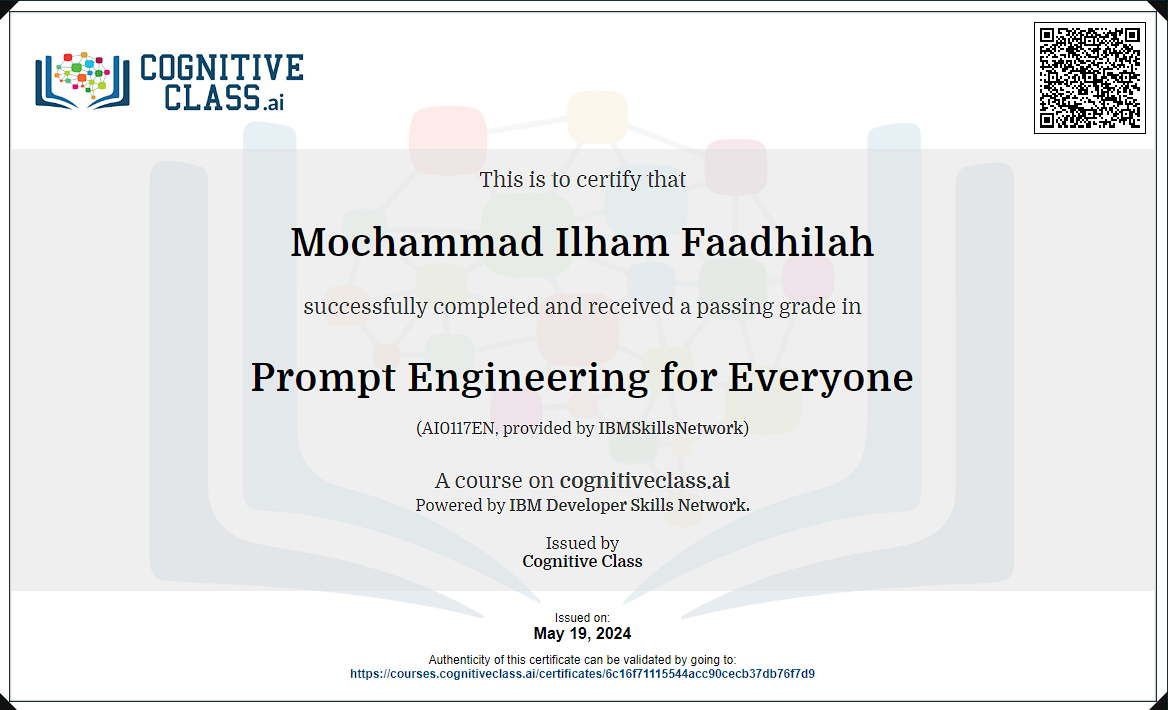 COGNITIVE
CLASS.ai
This is to certify that
Mochammad Ilham Faadhilah
successfully completed and received a passing grade in
Prompt Engineering for Everyone
(AI0117EN, provided by IBMSkillsNetwork)
A course on cognitiveclass.ai
Powered by IBM Developer Skills Network.
Issued by
Cognitive Class
Issued on:
May 19, 2024
Authenticity of this certificate can be validated by going to:
https://courses.cognitiveclass.ai/certificates/6c16f71115544acc90cecb37db76f7d9